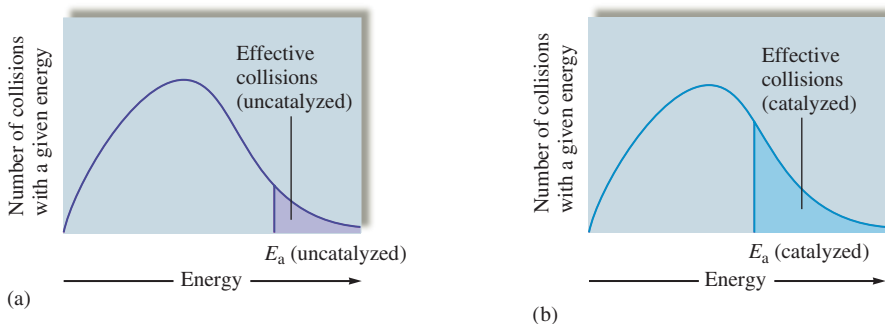 Number of collisions
with a given energy
Effective
collisions
(uncatalyzed)
Ea (uncatalyzed)
Energy
(a)
Number of collisions
with a given energy
Effective
collisions
(catalyzed)
Ea (catalyzed)
Energy
(b)